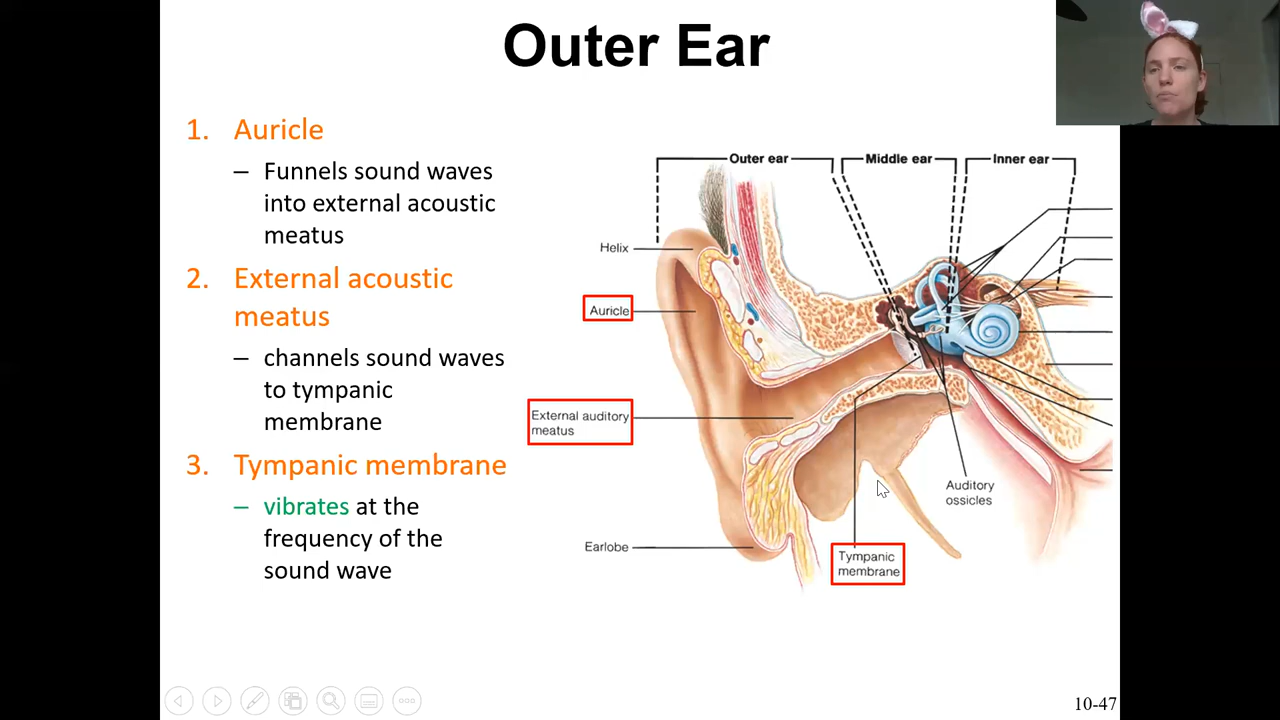 Outer Ear
1. Auricle
– Funnels sound waves
into external acoustic
meatus
2. External acoustic
meatus
– channels sound waves
to tympanic
membrane
3. Tympanic membrane
– vibrates at the
frequency of the
sound wave
Outer ear
Middle ear
Inner ear
Helix
Auricle
External auditory
meatus
Auditory
ossicles
Earlobe
Tympanic
membrane
10-47